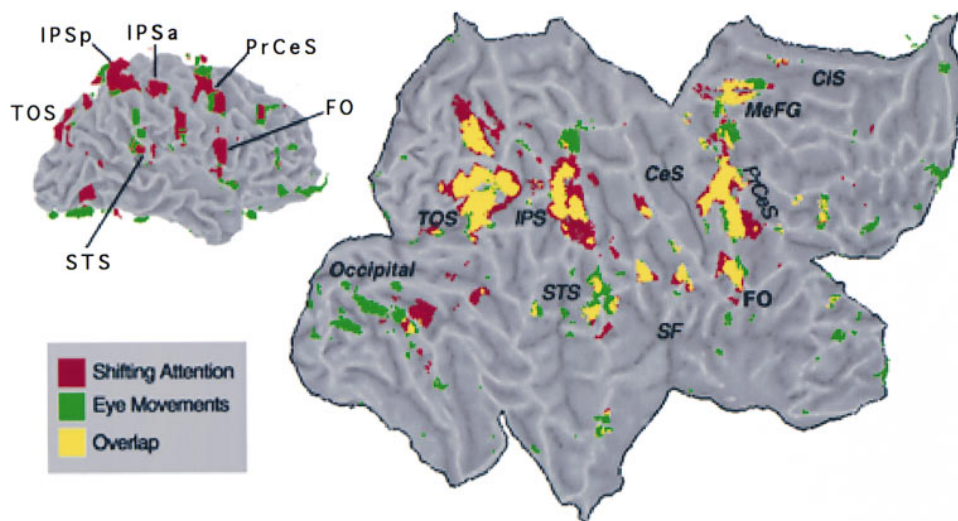 IPSp
IPSa
PrCeS
TOS
FO
STS
CiS
MeFG
CeS
PrCeS
TOS
IPS
Occipital
STS
FO
SF
Shifting Attention
Eye Movements
Overlap